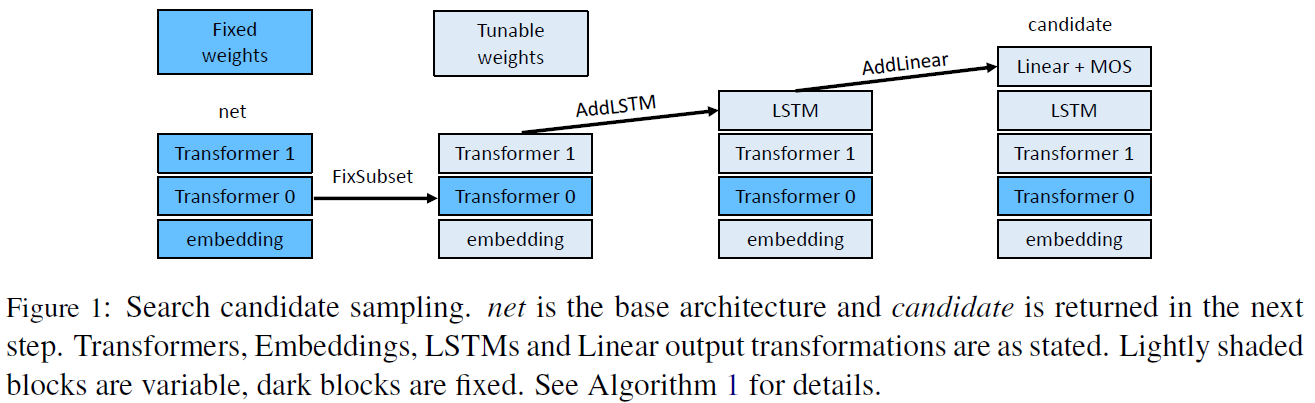 Fixed
weights
Tunable
weights
candidate
net
AddLSTM
AddLinear
Linear + MOS
LSTM
LSTM
Transformer 1
FixSubset
Transformer 1
Transformer 1
Transformer 1
Transformer 0
Transformer 0
Transformer 0
Transformer 0
embedding
embedding
embedding
embedding
Figure 1: Search candidate sampling. net is the base architecture and candidate is returned in the next
step. Transformers, Embeddings, LSTMs and Linear output transformations are as stated. Lightly shaded
blocks are variable, dark blocks are fixed. See Algorithm 1 for details.